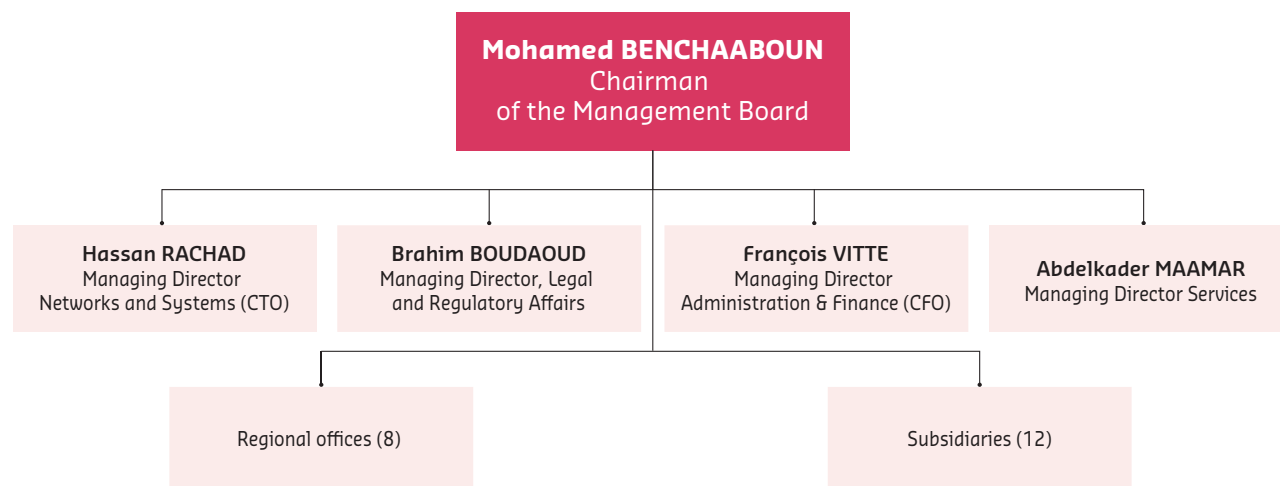 Mohamed BENCHAABOUN
Chairman
of the Management Board
Hassan RACHAD
Managing Director
Networks and Systems (CTO)
Brahim BOUDAOUD
Managing Director, Legal
and Regulatory Affairs
François VITTE
Managing Director
Administration & Finance (CFO)
Abdelkader MAAMAR
Managing Director Services
Regional offices (8)
Subsidiaries (12)